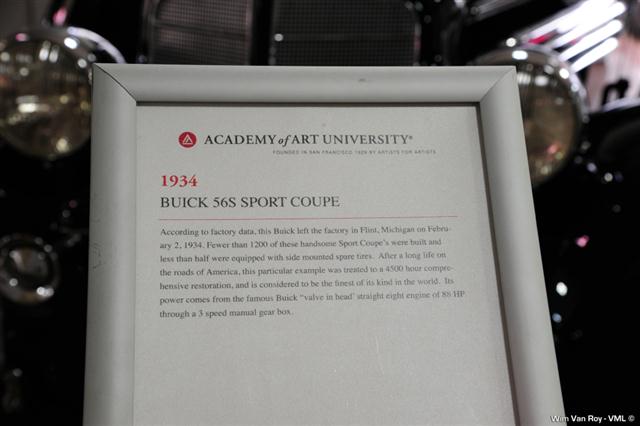 ACADEMY of ART UNIVERSITY®
FOUNDED IN SAN FRANCISCO 1929 BY ARTISTS FOR ARTISTS
1934
BUICK 56S SPORT COUPE
According to factory data, this Buick left the factory in Flint, Michigan on Febru-
ary 2, 1934. Fewer than 1200 of these handsome Sport Coupe's were built and
less than half were equipped with side mounted spare tires. After a long life on
the roads of America, this particular example was treated to a 4500 hour compre-
hensive restoration, and is considered to be the finest of its kind in the world. Its
power comes from the famous Buick "valve in head' straight eight engine of 88 HP
through a 3 speed manual gear box.
Wim Van Roy - VML ©